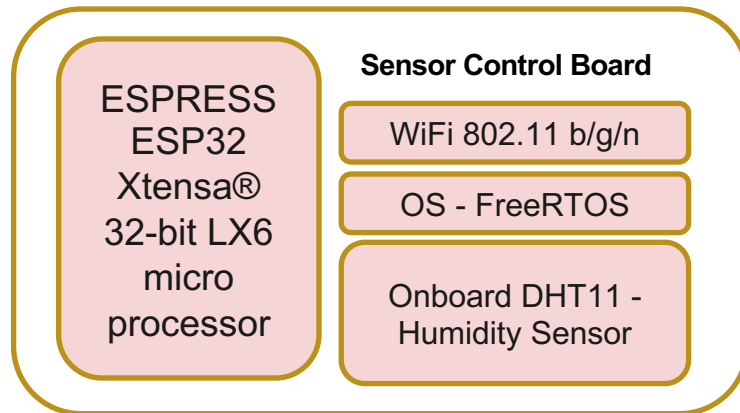 ESPRESS
ESP32
Xtensa®
32-bit LX6
micro
processor
Sensor Control Board
WiFi 802.11 b/g/n
OS - FreeRTOS
Onboard DHT11 -
Humidity Sensor